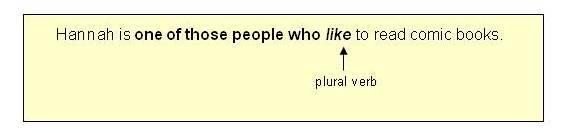 Hannah is one of those people who like to read comic books.
plural verb